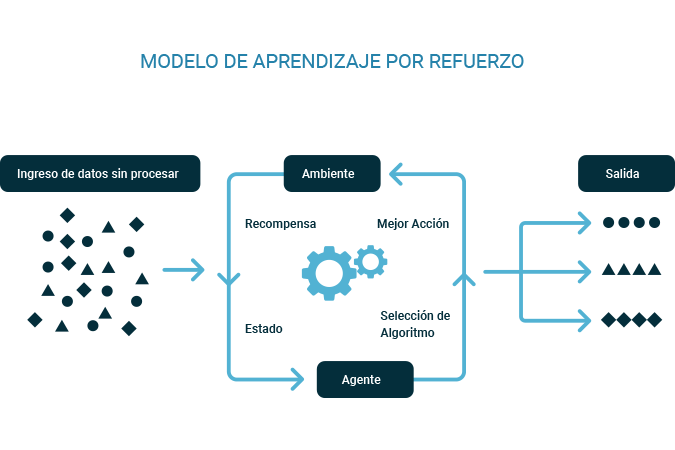 MODELO DE APRENDIZAJE POR REFUERZO
Ingreso de datos sin procesar
Ambiente
Salida
Recompensa
Mejor Acción
Estado
Selección de
Algoritmo
Agente